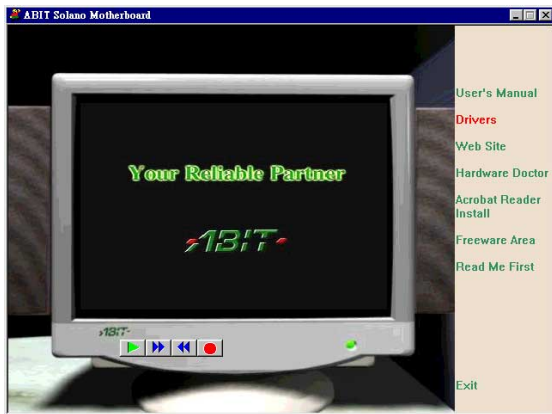 ABIT Solano Motherboard
User's Manual
Drivers
Web Site
Hardware Doctor
Acrobat Reader
Install
Freeware Area
Read Me First
Exit
Your Reliable Partner
ABIT
ABIT